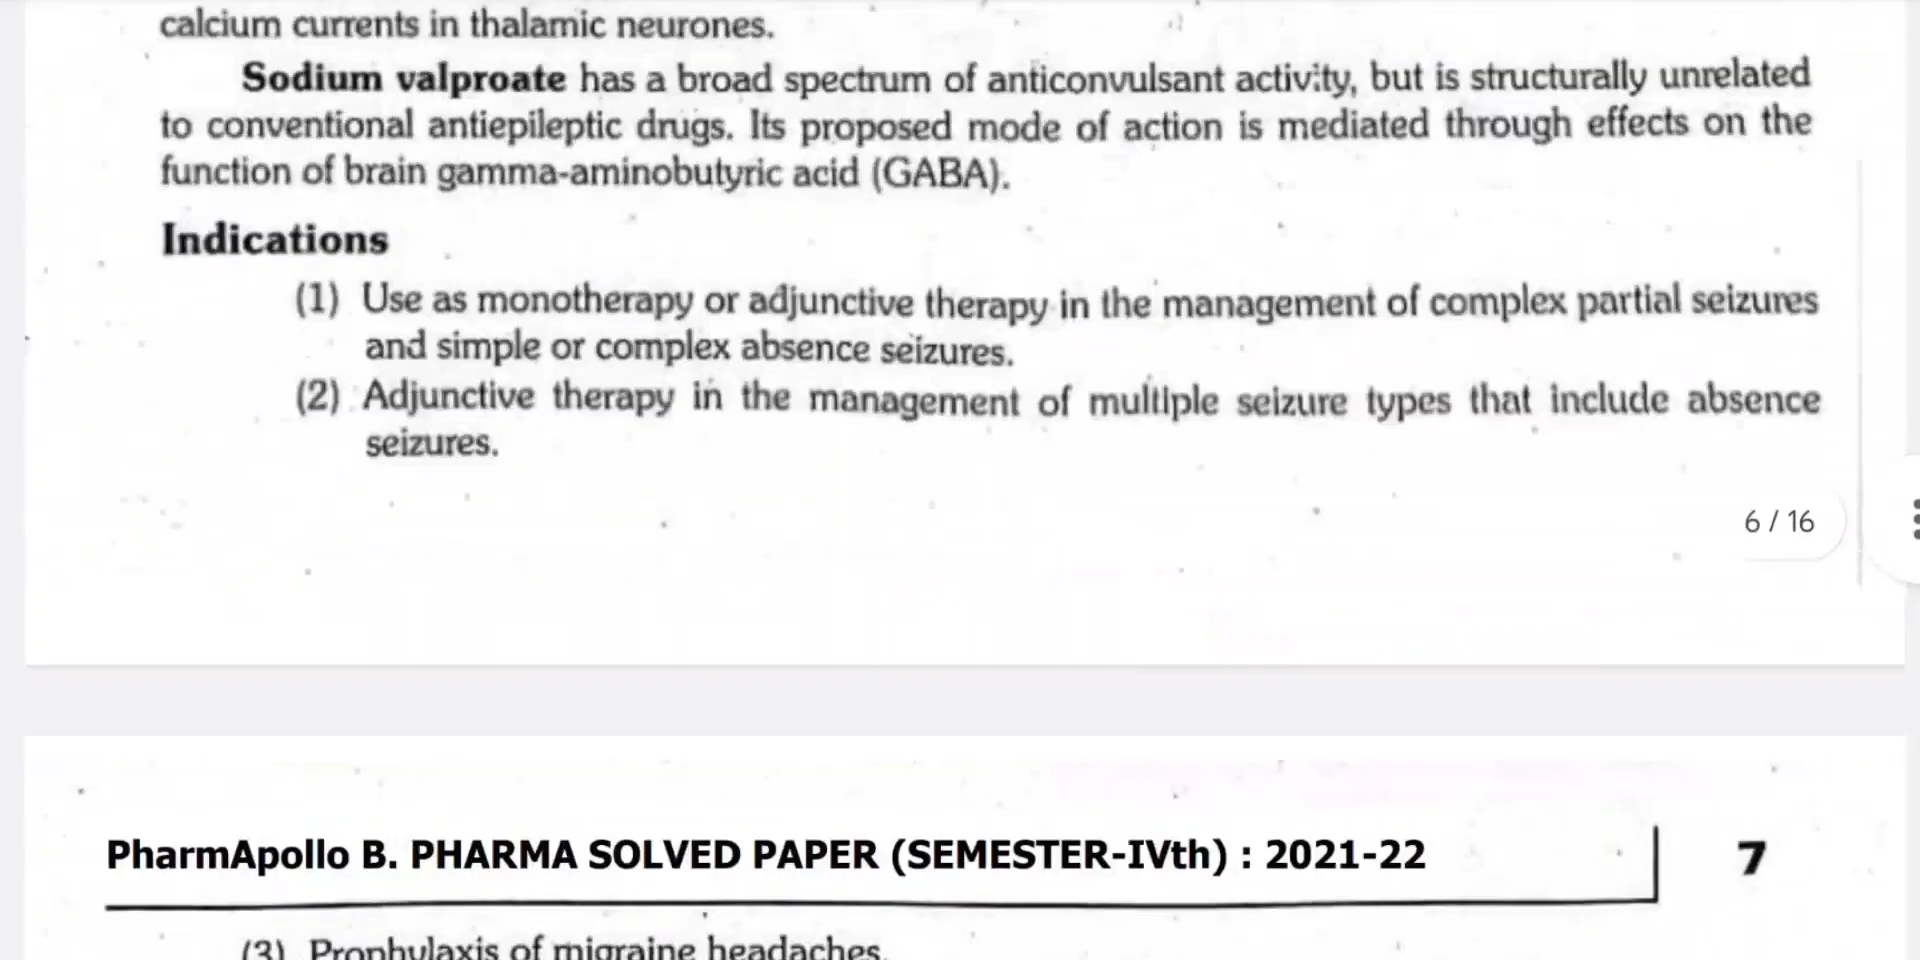 calcium currents in thalamic neurones.
Sodium valproate has a broad spectrum of anticonvulsant activity, but is structurally unrelated
to conventional antiepileptic drugs. Its proposed mode of action is mediated through effects on the
function of brain gamma-aminobutyric acid (GABA).
Indications
(1) Use as monotherapy or adjunctive therapy in the management of complex partial seizures
and simple or complex absence seizures.
(2) Adjunctive therapy in the management of multiple seizure types that include absence
seizures.
6 / 16
PharmApollo B. PHARMA SOLVED PAPER (SEMESTER-IVth) : 2021-22
7
(3) Prophylaxis of migraine headaches.